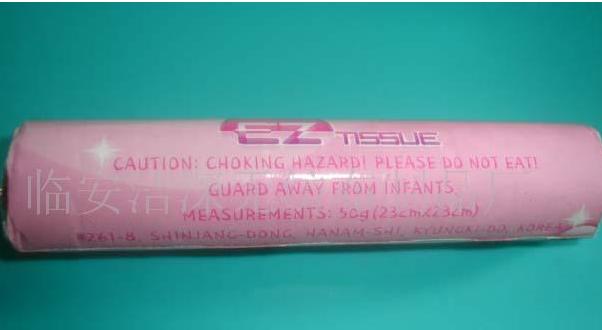 EZ TISSUE
CAUTION: CHOKING HAZARD! PLEASE DO NOT EAT!
GUARD AWAY FROM INFANTS.
MEASUREMENTS: 50g (23cmx23cm)
#261-8, SHINJANG-DONG, HANAM-SHI, KYUNGKI-DO, KOREA
临安洁